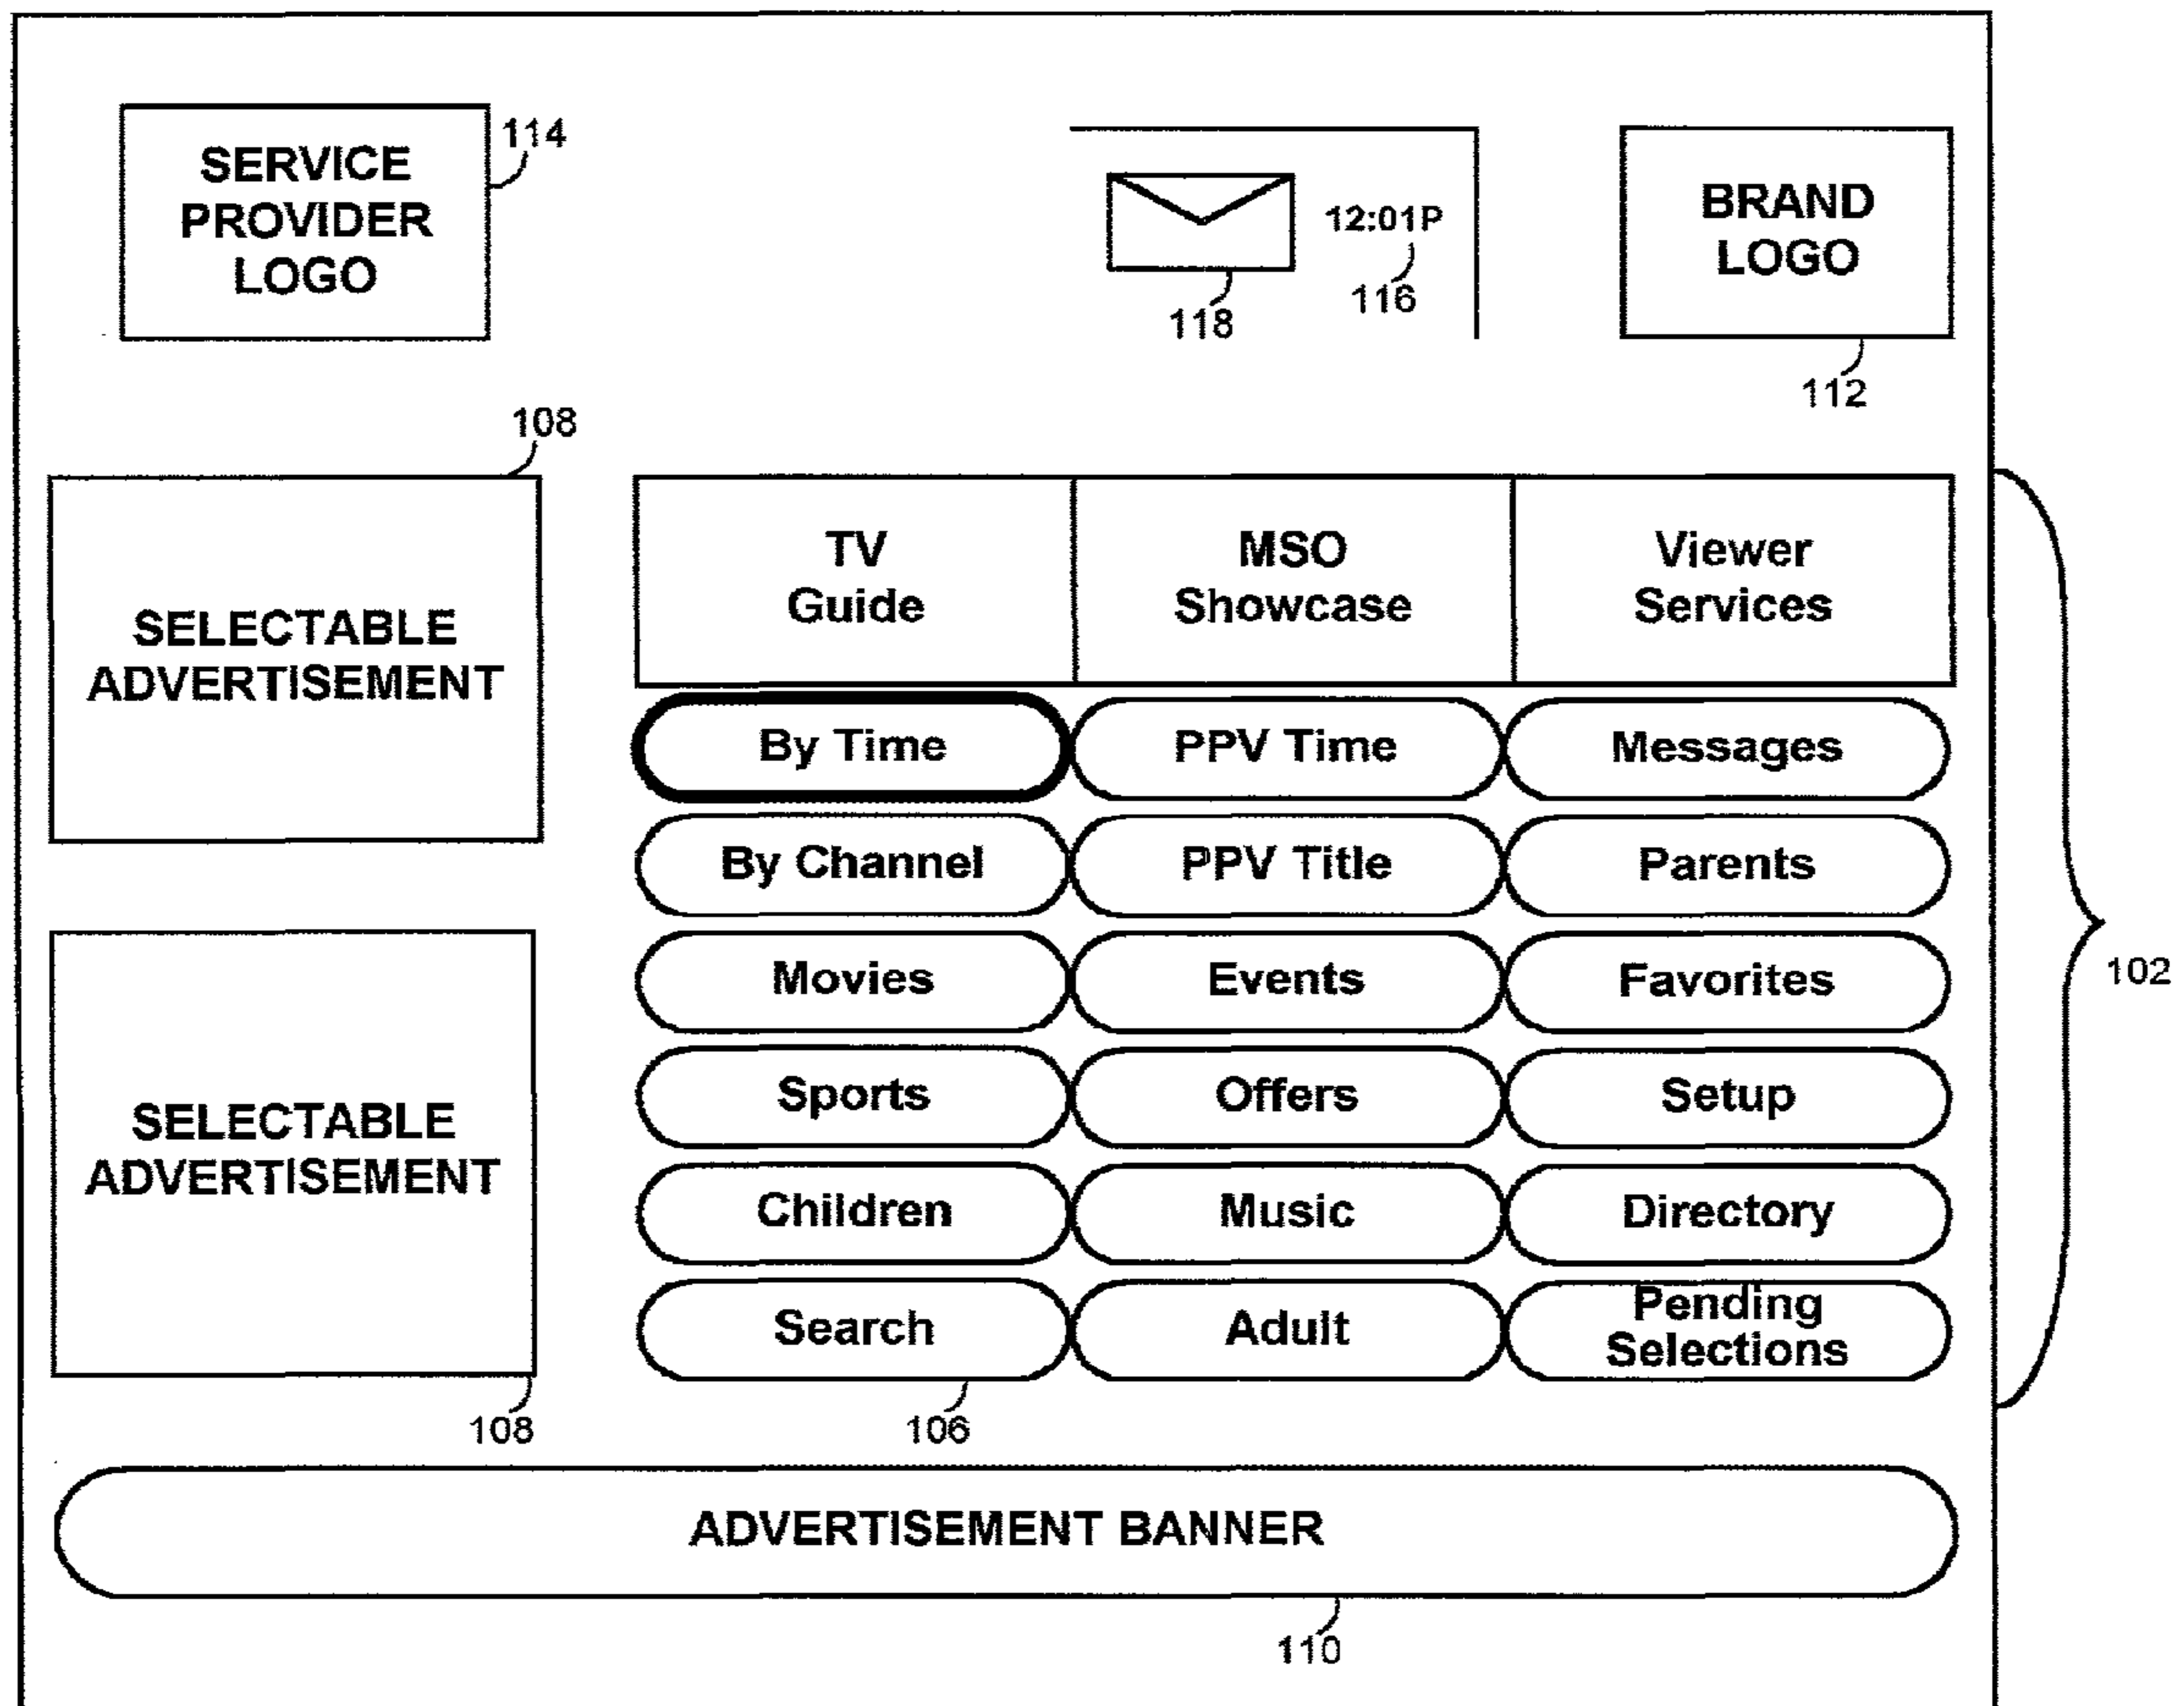 SERVICE
PROVIDER
LOGO
114
12:01P
116
118
BRAND
LOGO
112
108
SELECTABLE
ADVERTISEMENT
SELECTABLE
ADVERTISEMENT
108
TV
Guide
MSO
Showcase
Viewer
Services
By Time
PPV Time
Messages
By Channel
PPV Title
Parents
Movies
Events
Favorites
Sports
Offers
Setup
Children
Music
Directory
Search
Adult
Pending
Selections
102
106
ADVERTISEMENT BANNER
110